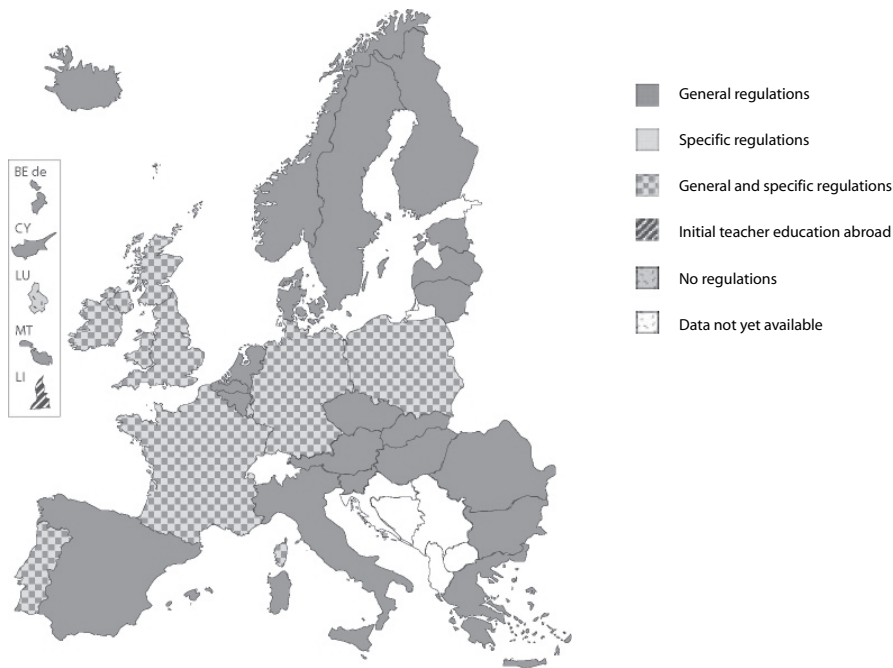 BE de
CY
LU
MT
LI
General regulations
Specific regulations
General and specific regulations
Initial teacher education abroad
No regulations
Data not yet available